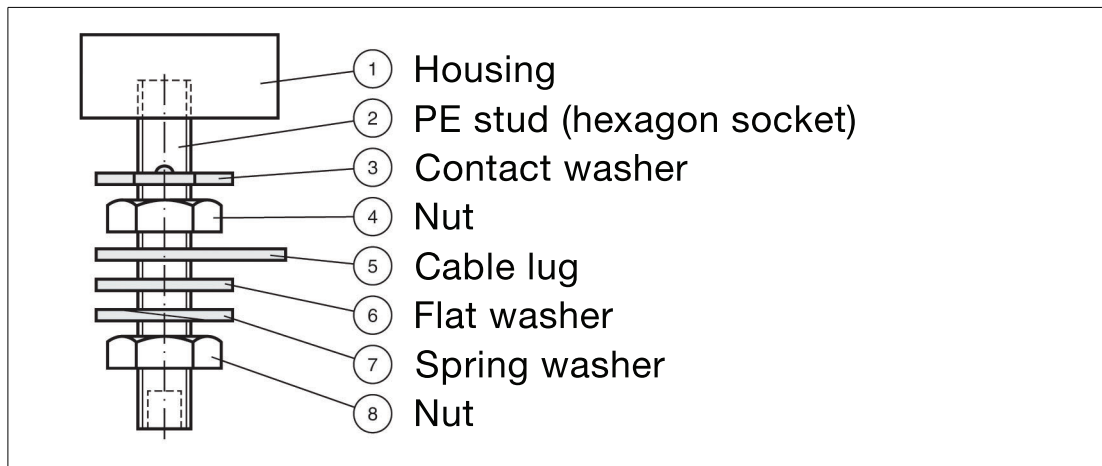 1 Housing
2 PE stud (hexagon socket)
3 Contact washer
4 Nut
5 Cable lug
6 Flat washer
7 Spring washer
8 Nut